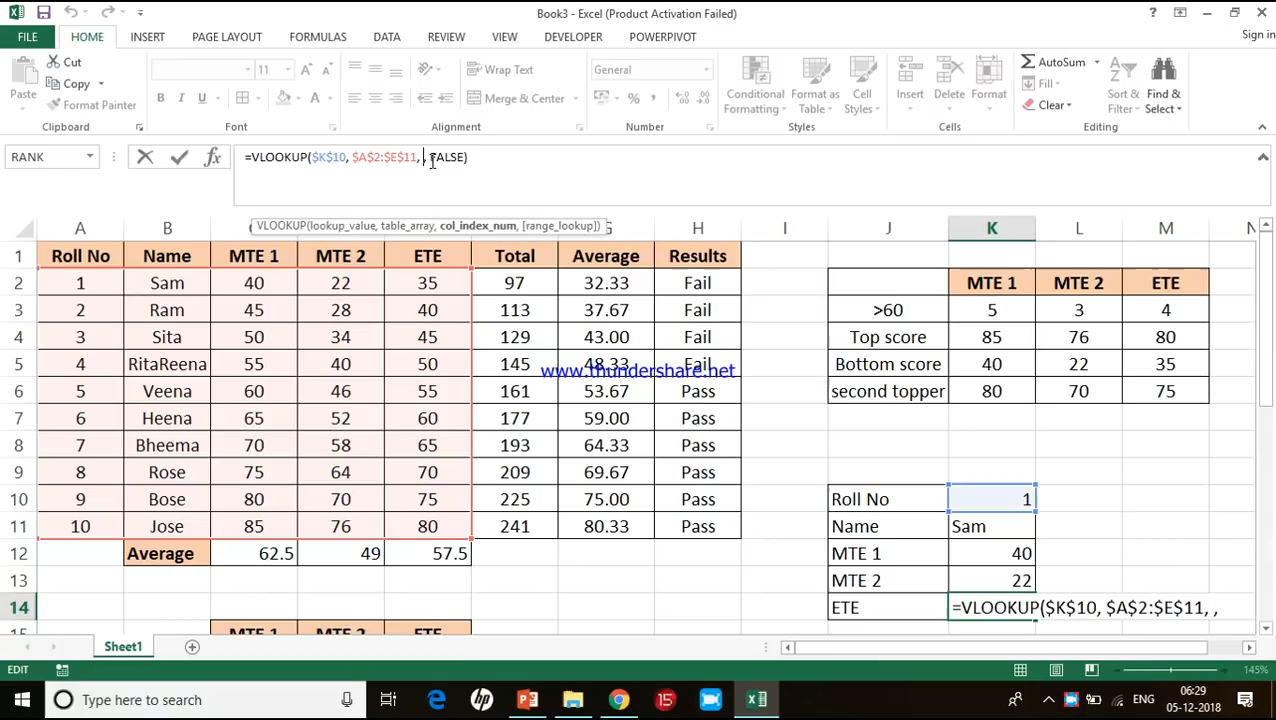 Book3 - Excel (Product Activation Failed)
Sign in
FILE HOME INSERT PAGE LAYOUT FORMULAS DATA REVIEW VIEW DEVELOPER POWERPIVOT
Paste
Cut
Copy
Format Painter
11
Wrap Text
Merge & Center
General
Conditional Formatting
Format as Table
Cell Styles
Insert
Delete
Format
AutoSum
Fill
Clear
Sort & Filter
Find & Select
Clipboard Font Alignment Number Styles Cells Editing
RANK
=VLOOKUP($K$10, $A$2:$E$11, , FALSE)
VLOOKUP(lookup_value, table_array, col_index_num, [range_lookup])
A B C G H I J K L M N
1 Roll No Name MTE 1 MTE 2 ETE Total Average Results
2 1 Sam 40 22 35 97 32.33 Fail MTE 1 MTE 2 ETE
3 2 Ram 45 28 40 113 37.67 Fail >60 5 3 4
4 3 Sita 50 34 45 129 43.00 Fail Top score 85 76 80
5 4 RitaReena 55 40 50 145 48.33 Fail Bottom score 40 22 35
www.thundershare.net
6 5 Veena 60 46 55 161 53.67 Pass second topper 80 70 75
7 6 Heena 65 52 60 177 59.00 Pass
8 7 Bheema 70 58 65 193 64.33 Pass
9 8 Rose 75 64 70 209 69.67 Pass
10 9 Bose 80 70 75 225 75.00 Pass Roll No 1
11 10 Jose 85 76 80 241 80.33 Pass Name Sam
12 Average 62.5 49 57.5 MTE 1 40
13 MTE 2 22
14 ETE =VLOOKUP($K$10, $A$2:$E$11, ,
15 MTE 1 MTE 2 ETE
Sheet1
EDIT
145%
Type here to search
15
ENG
06:29
05-12-2018